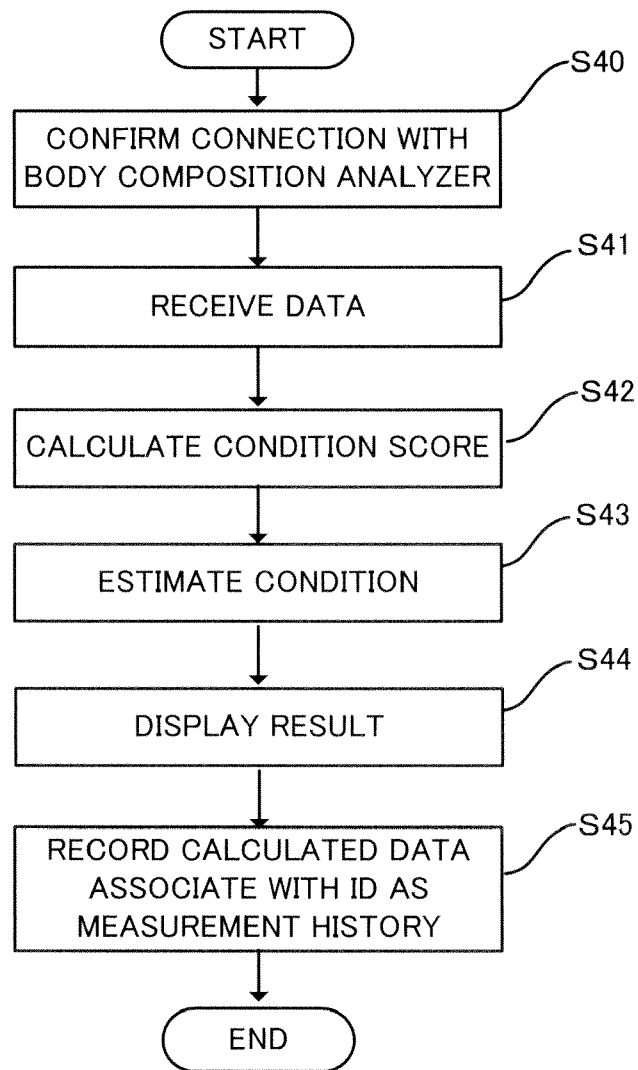 START
S40
CONFIRM CONNECTION WITH
BODY COMPOSITION ANALYZER
S41
RECEIVE DATA
S42
CALCULATE CONDITION SCORE
S43
ESTIMATE CONDITION
S44
DISPLAY RESULT
S45
RECORD CALCULATED DATA
ASSOCIATE WITH ID AS
MEASUREMENT HISTORY
END